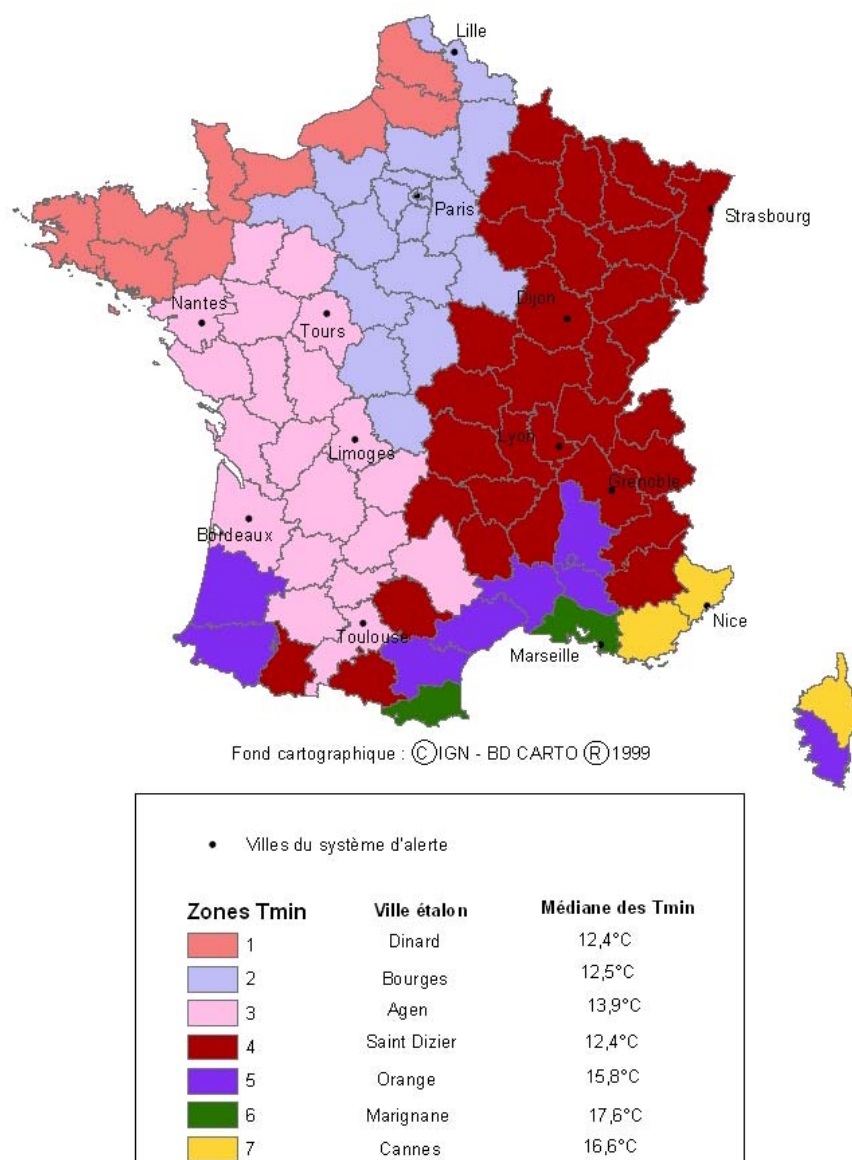 Lille
Paris
Strasbourg
Nantes
Dijon
Tours
Lyon
Limoges
Grenoble
Bordeaux
Nice
Toulouse
Marseille
Fond cartographique : ©IGN - BD CARTO ® 1999
Villes du système d'alerte
Zones Tmin Ville étalon Médiane des Tmin
1 Dinard 12,4°C
2 Bourges 12,5°C
3 Agen 13,9°C
4 Saint Dizier 12,4°C
5 Orange 15,8°C
6 Marignane 17,6°C
7 Cannes 16,6°C